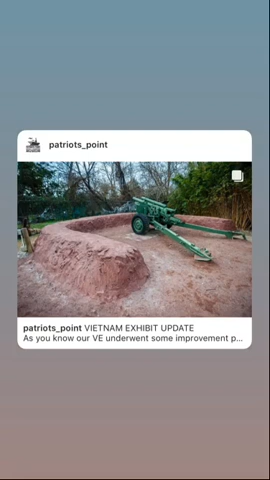 patriots_point
patriots_point VIETNAM EXHIBIT UPDATE
As you know our VE underwent some improvement p...